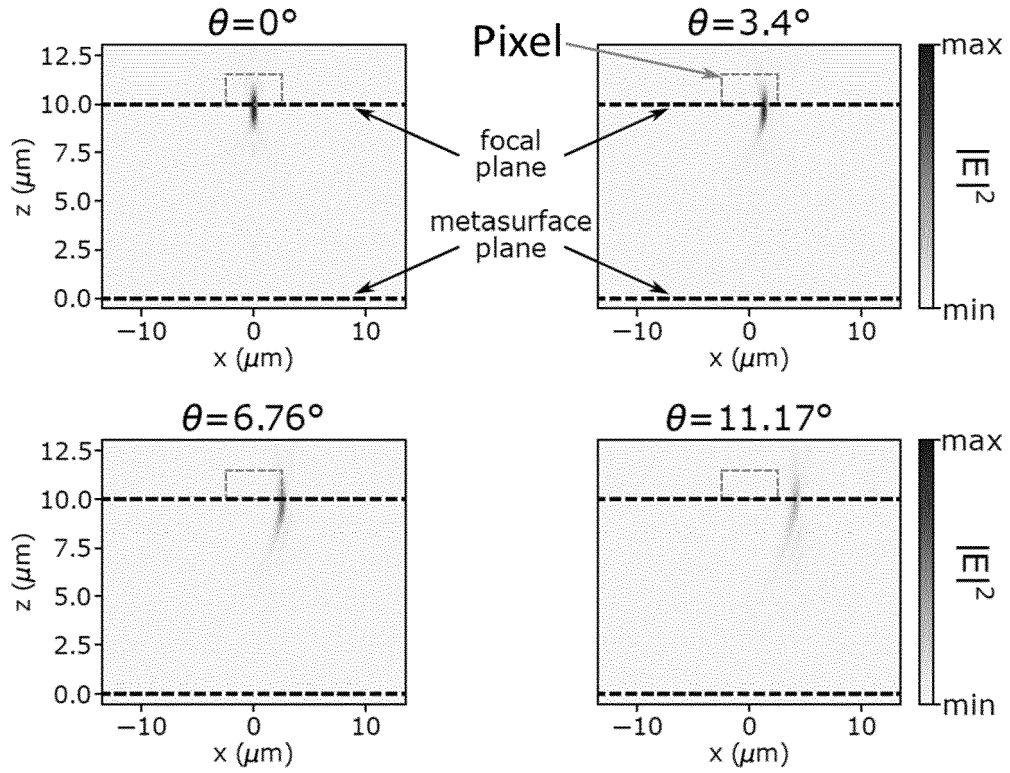 θ=0°
Pixel
θ=3.4°
12.5
10.0
7.5
5.0
2.5
0.0
z (μm)
focal
plane
metasurface
plane
max
|E|²
min
−10 0 10
x (μm)
−10 0 10
x (μm)
θ=6.76°
θ=11.17°
12.5
10.0
7.5
5.0
2.5
0.0
z (μm)
max
|E|²
min
−10 0 10
x (μm)
−10 0 10
x (μm)